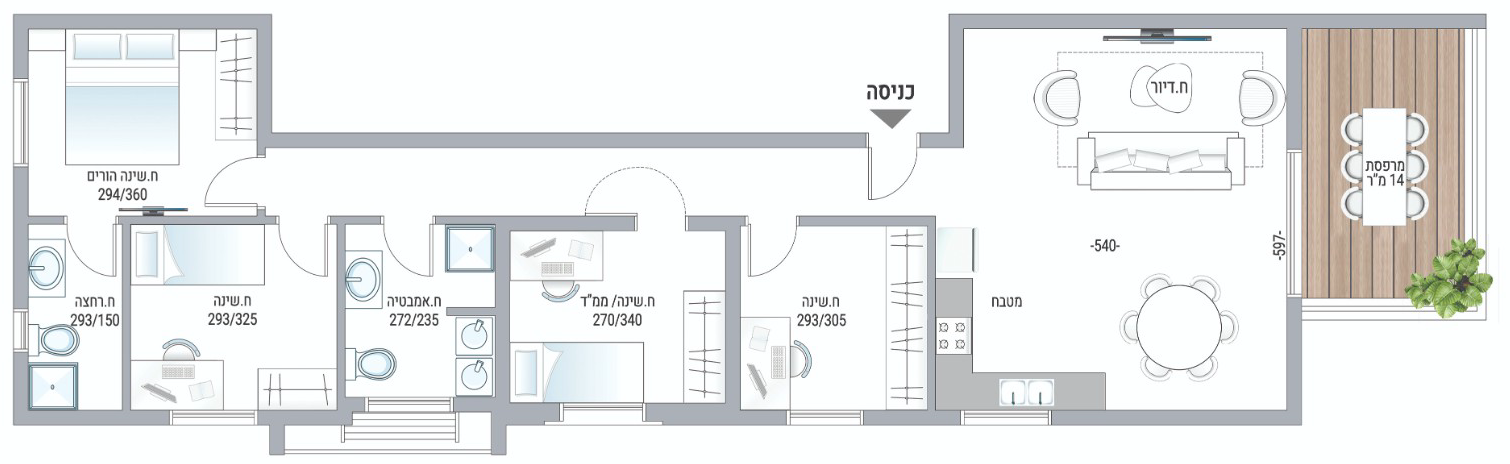 כניסה
ח.דיור
מרפסת
14 מ"ר
ח.שינה הורים
294/360
-540-
-597-
ח.רחצה
293/150
ח.שינה
293/325
ח.אמבטיה
272/235
ח.שינה/ ממ"ד
270/340
ח.שינה
293/305
מטבח